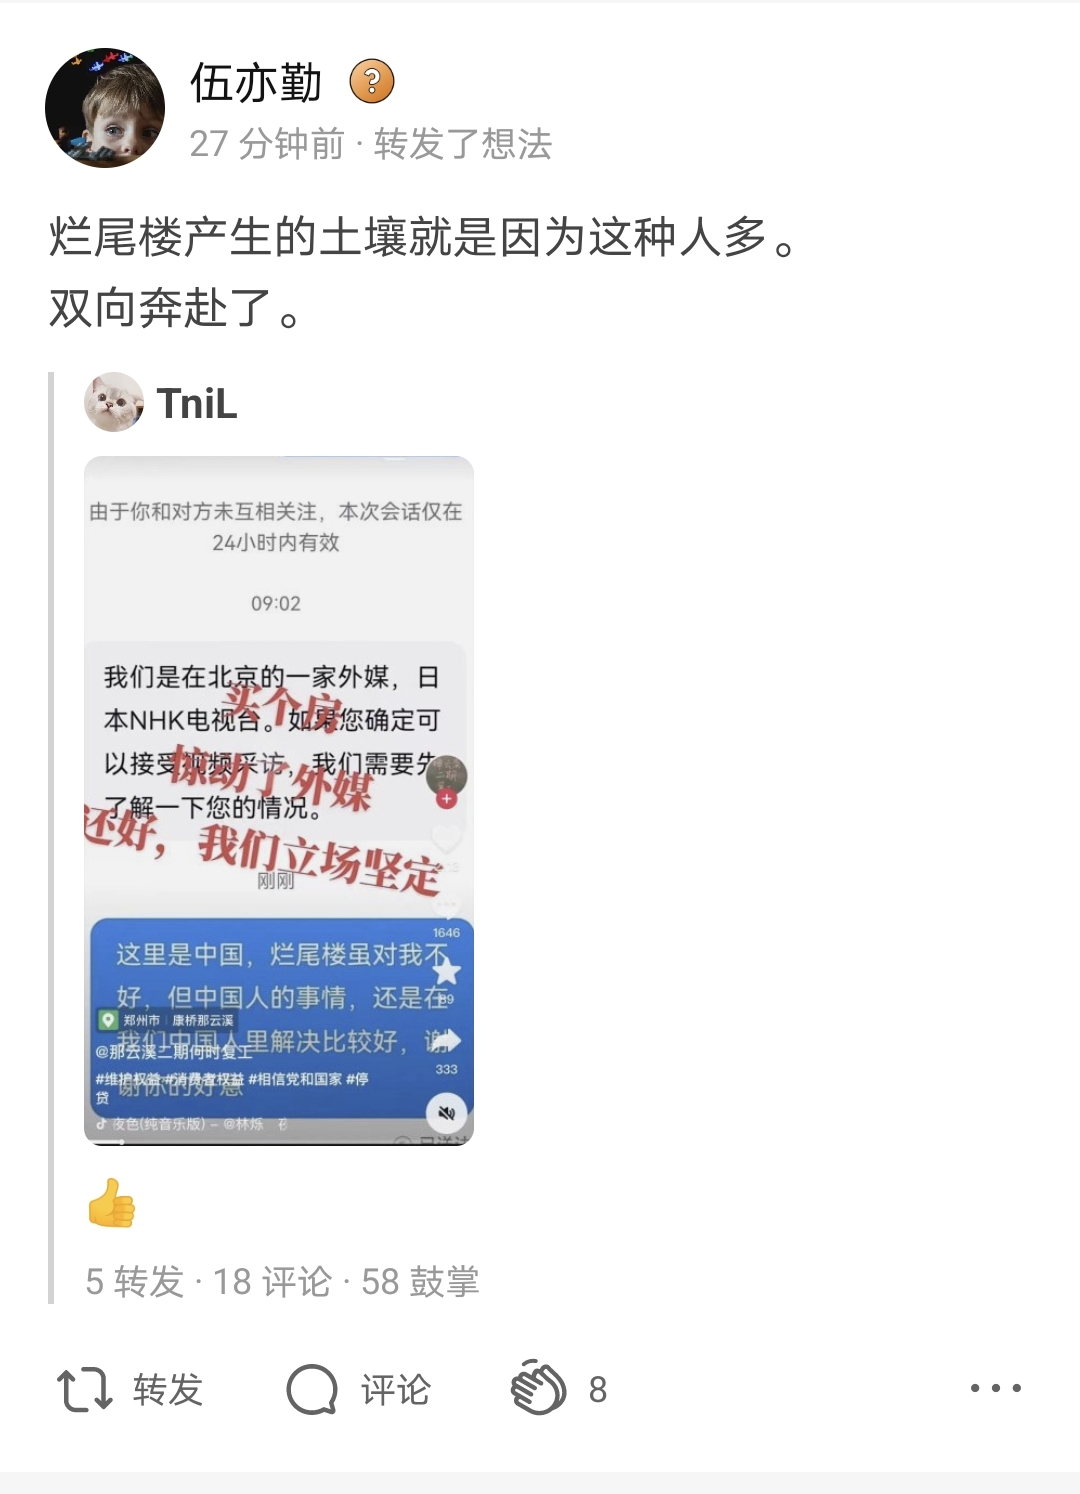 伍亦勤
27 分钟前 · 转发了想法
烂尾楼产生的土壤就是因为这种人多。
双向奔赴了。
TniL
由于你和对方未互相关注，本次会话仅在
24小时内有效
09:02
我们是在北京的一家外媒，日
本NHK电视台。如果您确定可
以接受视频采访，我们需要先
了解一下您的情况。
买个房
惊动了外媒
还好，我们立场坚定
刚刚
这里是中国，烂尾楼虽对我不
好，但中国人的事情，还是在
我们中国人里解决比较好，谢
谢你的好意
1646
89
333
郑州市 康桥那云溪
@那云溪二期何时复工
#维护权益 #消费者权益 #相信党和国家 #停
贷
夜色(纯音乐版) – @林烁
5 转发 · 18 评论 · 58 鼓掌
转发 评论 8